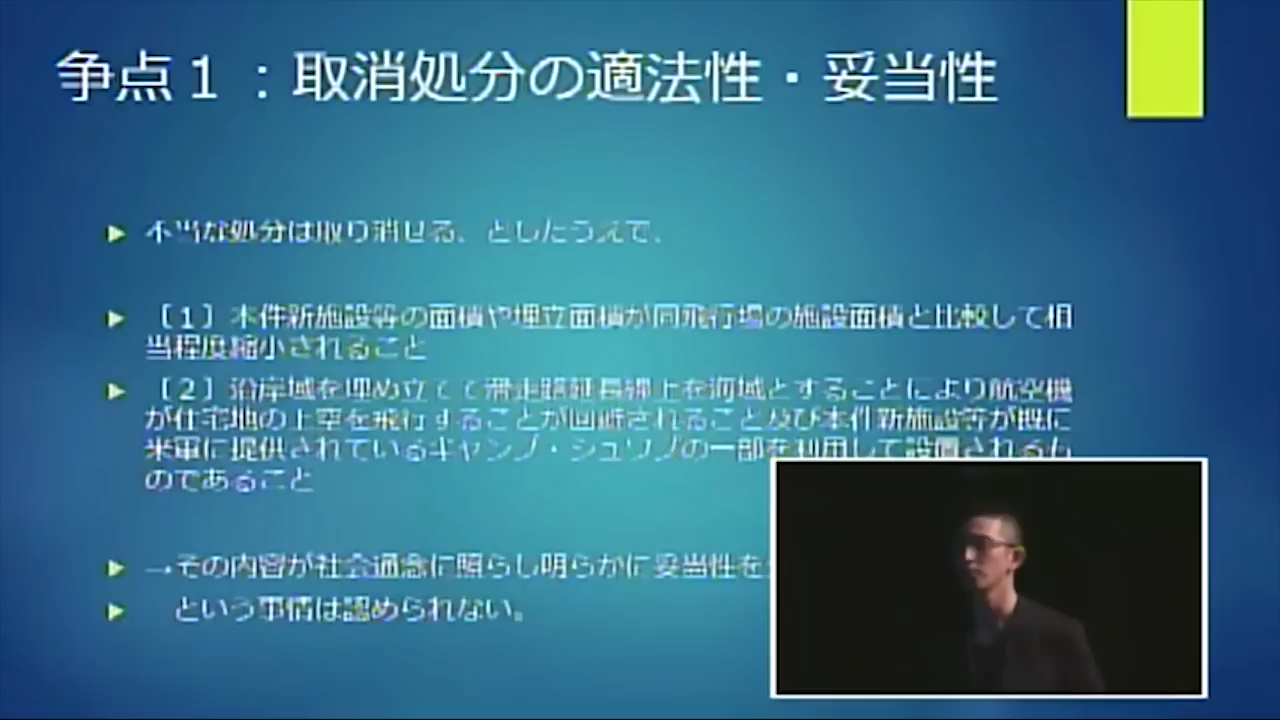 争点１：取消処分の適法性・妥当性
不当な処分は取り消せる、としたうえで、
［１］本件新施設等の面積や埋立面積が同飛行場の施設面積と比較して相
当程度縮小されること
［２］沿岸域を埋め立てて滑走路延長線上を海域とすることにより航空機
が住宅地の上空を飛行することが回避されること及び本件新施設等が既に
米軍に提供されているキャンプ・シュワブの一部を利用して設置されるも
のであること
→その内容が社会通念に照らし明らかに妥当性を
という事情は認められない。